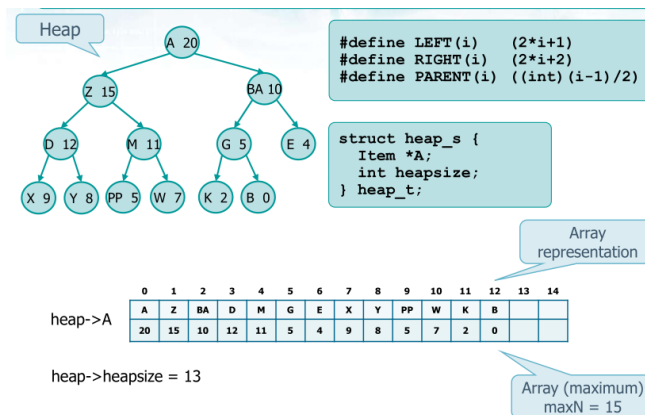 Heap
A 20
Z 15
BA 10
D 12
M 11
G 5
E 4
X 9
Y 8
PP 5
W 7
K 2
B 0
#define LEFT(i) (2*i+1)
#define RIGHT(i) (2*i+2)
#define PARENT(i) ((int)(i-1)/2)
struct heap_s {
Item *A;
int heapsize;
} heap_t;
Array
representation
0 1 2 3 4 5 6 7 8 9 10 11 12 13 14
heap->A
A Z BA D M G E X Y PP W K B
20 15 10 12 11 5 4 9 8 5 7 2 0
heap->heapsize = 13
Array (maximum)
maxN = 15